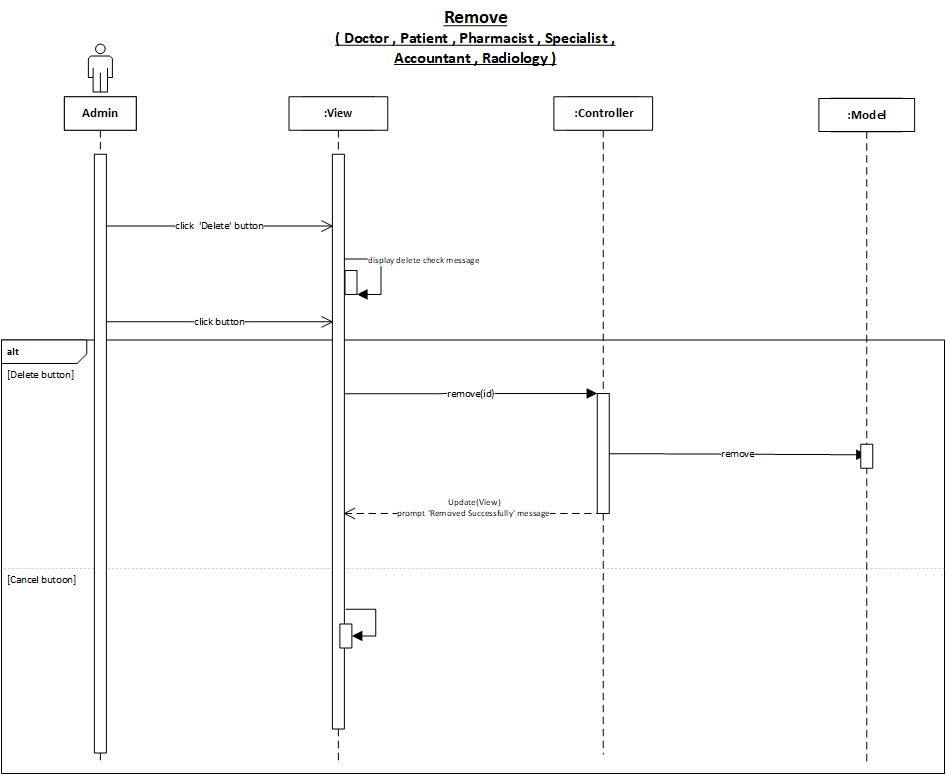 Remove
( Doctor , Patient , Pharmacist , Specialist ,
Accountant , Radiology )
Admin
:View
:Controller
:Model
click 'Delete' button
display delete check message
click button
alt
[Delete button]
remove(id)
remove
Update(View)
prompt 'Removed Successfully' message
[Cancel butoon]